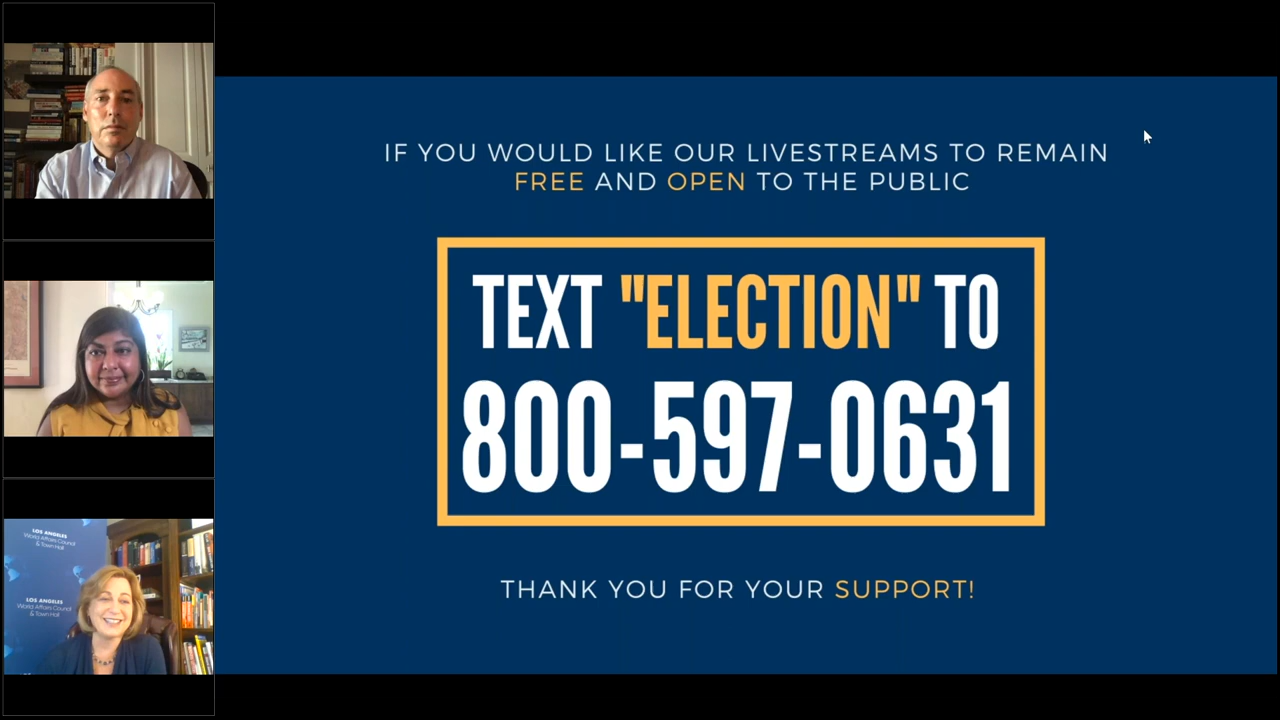 IF YOU WOULD LIKE OUR LIVESTREAMS TO REMAIN
FREE AND OPEN TO THE PUBLIC
TEXT "ELECTION" TO
800-597-0631
THANK YOU FOR YOUR SUPPORT!
LOS ANGELES
World Affairs Council
& Town Hall
LOS ANGELES
World Affairs Council
& Town Hall